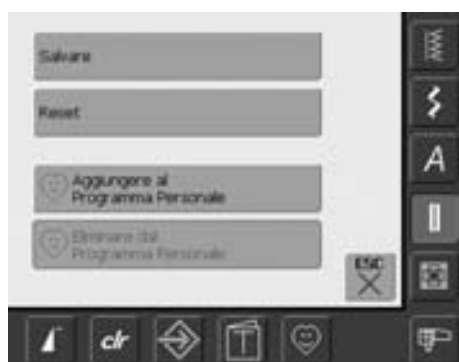 Salvare
Reset
Aggiungere al
Programma Personale
Eliminare dal
Programma Personale
ESC
A
clr